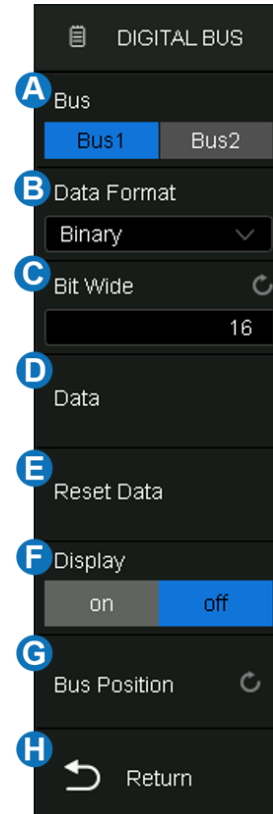 DIGITAL BUS
A
Bus
Bus1 Bus2
B
Data Format
Binary
C
Bit Wide
16
D
Data
E
Reset Data
F
Display
on off
G
Bus Position
H
Return